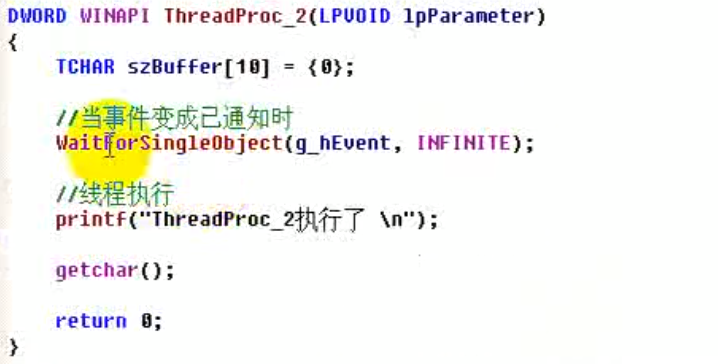 DWORD WINAPI ThreadProc_2(LPVOID lpParameter)
{
TCHAR szBuffer[10] = {0};
//当事件变成已通知时
WaitForSingleObject(g_hEvent, INFINITE);
//线程执行
printf("ThreadProc_2执行了 \n");
getchar();
return 0;
}